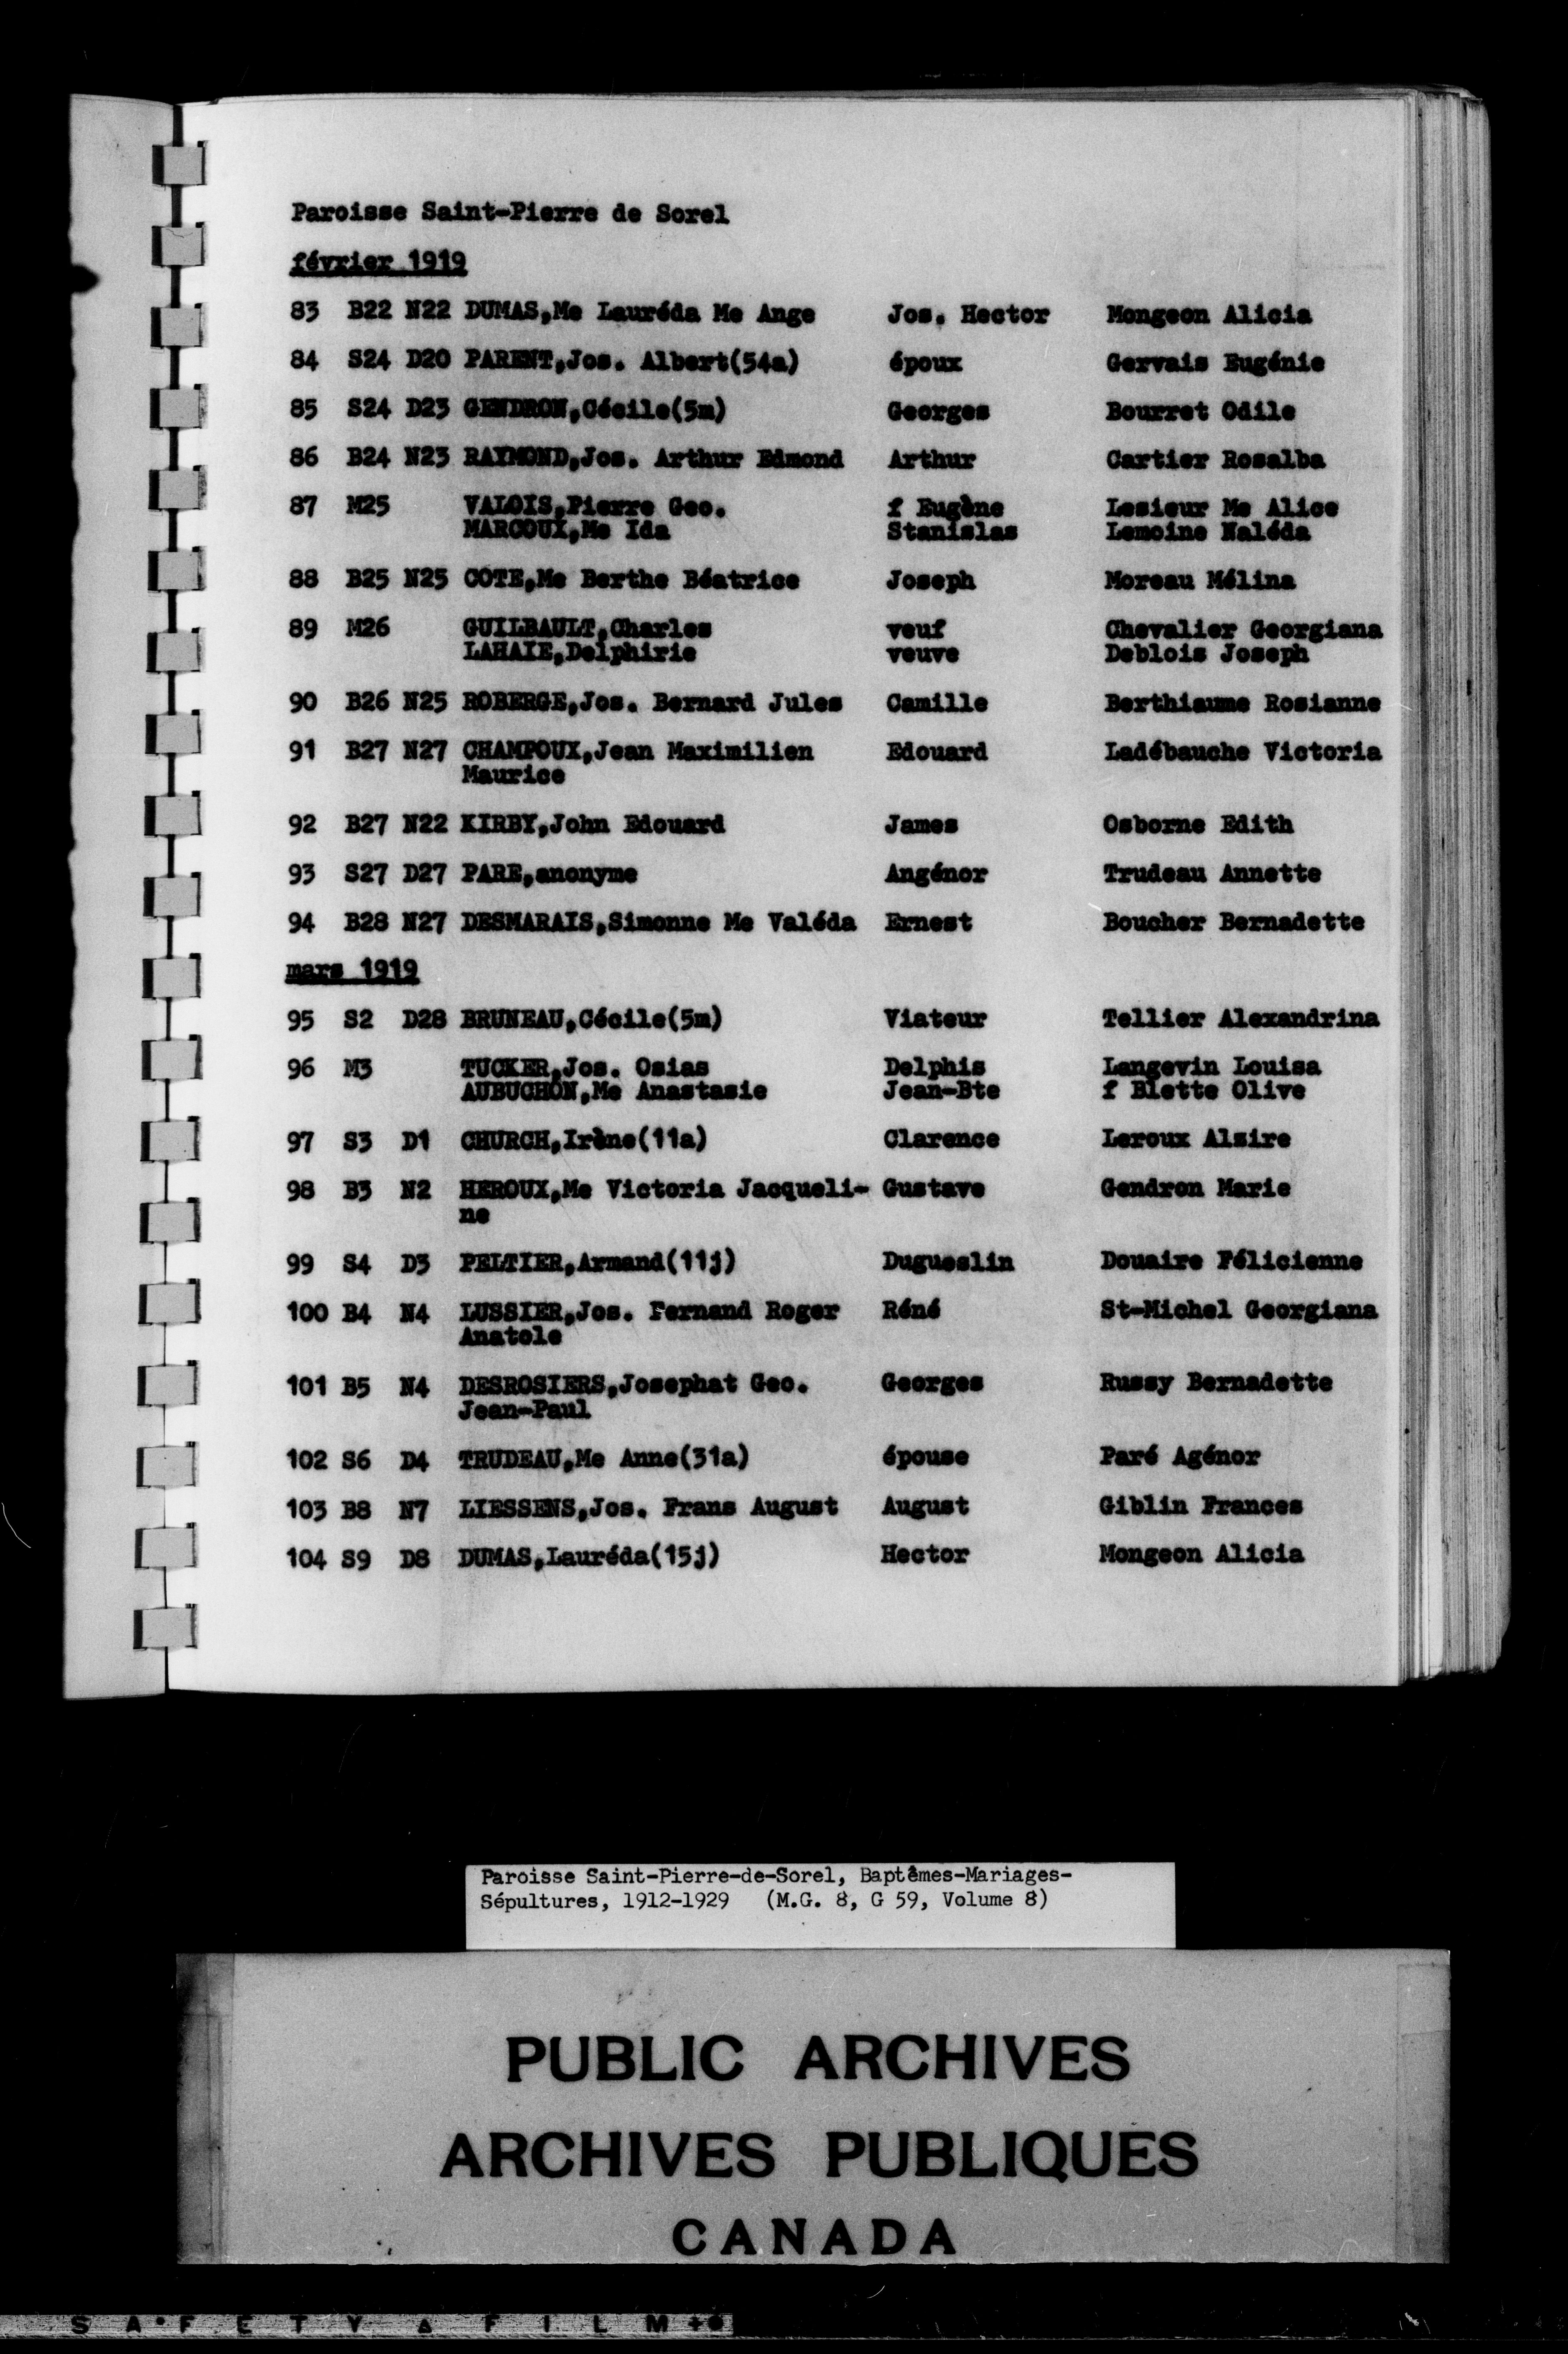 Paroisse Saint-Pierre de Sorel
février 1919
83 B22 N22 DUMAS,Me Lauréda Me Ange Jos. Hector Mongeon Alicia
84 S24 D20 PARENT,Jos. Albert(54a) époux Gervais Eugénie
85 S24 D23 GENDRON,Cécile(5m) Georges Bourret Odile
86 B24 N23 RAYMOND,Jos. Arthur Edmond Arthur Cartier Rosalba
87 M25 VALOIS,Pierre Geo. f Eugène Lesieur Me Alice
MARCOUX,Me Ida Stanislas Lemoine Naléda
88 B25 N25 COTE,Me Berthe Béatrice Joseph Moreau Mélina
89 M26 GUILBAULT,Charles veuf Chevalier Georgiana
LAHAIE,Delphirie veuve Deblois Joseph
90 B26 N25 ROBERGE,Jos. Bernard Jules Camille Berthiaume Rosianne
91 B27 N27 CHAMPOUX,Jean Maximilien Edouard Ladébauche Victoria
Maurice
92 B27 N22 KIRBY,John Edouard James Osborne Edith
93 S27 D27 PARE,anonyme Angénor Trudeau Annette
94 B28 N27 DESMARAIS,Simonne Me Valéda Ernest Boucher Bernadette
mars 1919
95 S2 D28 BRUNEAU,Cécile(5m) Viateur Tellier Alexandrina
96 M3 TUCKER,Jos. Osias Delphis Langevin Louisa
AUBUCHON,Me Anastasie Jean-Bte f Blette Olive
97 S3 D1 CHURCH,Irène(11a) Clarence Leroux Alzire
98 B3 N2 HEROUX,Me Victoria Jacqueli- Gustave Gendron Marie
ne
99 S4 D3 PELTIER,Armand(11j) Dugueslin Douaire Félicienne
100 B4 N4 LUSSIER,Jos. Fernand Roger Réné St-Michel Georgiana
Anatole
101 B5 N4 DESROSIERS,Josephat Geo. Georges Russy Bernadette
Jean-Paul
102 S6 D4 TRUDEAU,Me Anne(31a) épouse Paré Agénor
103 B8 N7 LIESSENS,Jos. Frans August August Giblin Frances
104 S9 D8 DUMAS,Lauréda(15j) Hector Mongeon Alicia
Paroisse Saint-Pierre-de-Sorel, Baptêmes-Mariages-
Sépultures, 1912-1929 (M.G. 8, G 59, Volume 8)
PUBLIC ARCHIVES
ARCHIVES PUBLIQUES
CANADA
SAFETY FILM